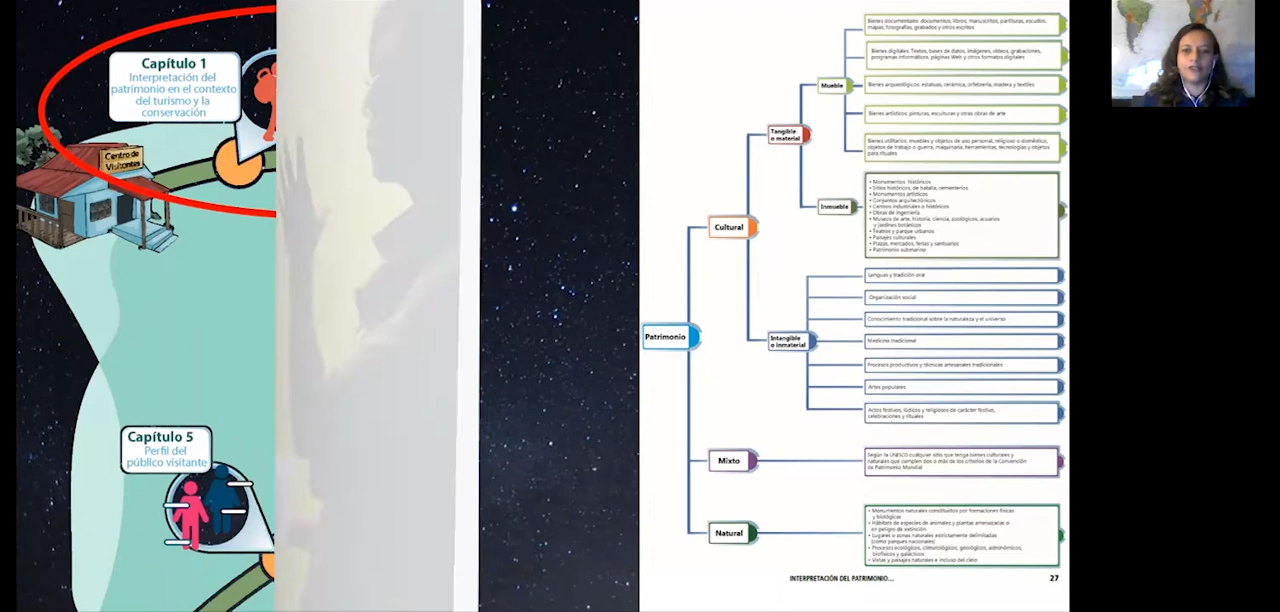 Capítulo 1
Interpretación del
patrimonio en el contexto
del turismo y la
conservación
Centro de
Visitantes
Capítulo 5
Perfil del
público visitante
Patrimonio
Cultural
Tangible
o material
Mueble
Bienes documentales: documentos, libros, manuscritos, partituras, escudos,
mapas, fotografías, grabados y otros escritos
Bienes digitales: Textos, bases de datos, imágenes, videos, grabaciones,
programas informáticos, páginas Web y otros formatos digitales
Bienes arqueológicos: estatuas, cerámica, orfebrería, madera y textiles
Bienes artísticos: pinturas, esculturas y otras obras de arte
Bienes utilitarios: muebles y objetos de uso personal, religioso o doméstico,
objetos de trabajo o guerra, maquinaria, herramientas, tecnologías y objetos
para rituales
Inmueble
• Monumentos históricos
• Sitios históricos, de batalla, cementerios
• Monumentos artísticos
• Conjuntos arquitectónicos
• Centros industriales o históricos
• Obras de ingeniería
• Museos de arte, historia, ciencia, zoológicos, acuarios
y jardines botánicos
• Teatros y parque urbanos
• Paisajes culturales
• Plazas, mercados, ferias y santuarios
• Patrimonio submarino
Intangible
o inmaterial
Lenguas y tradición oral
Organización social
Conocimiento tradicional sobre la naturaleza y el universo
Medicina tradicional
Procesos productivos y técnicas artesanales tradicionales
Artes populares
Actos festivos, lúdicos y religiosos de carácter festivo,
celebraciones y rituales
Mixto
Según la UNESCO cualquier sitio que tenga bienes culturales y
naturales que cumplen dos o más de los criterios de la Convención
de Patrimonio Mundial
Natural
• Monumentos naturales constituidos por formaciones físicas
y biológicas
• Hábitats de especies de animales y plantas amenazadas o
en peligro de extinción
• Lugares o zonas naturales estrictamente delimitadas
(como parques nacionales)
• Procesos ecológicos, climatológicos, geológicos, astronómicos,
biofísicos y galácticos
• Vistas y paisajes naturales e incluso del cielo
INTERPRETACIÓN DEL PATRIMONIO... 27